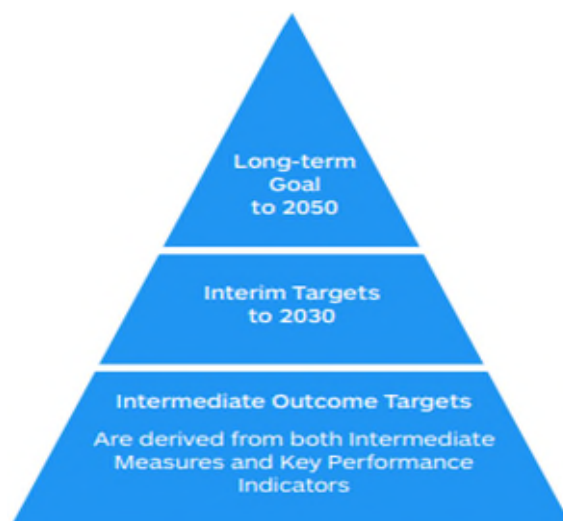 Long-term
Goal
to 2050
Interim Targets
to 2030
Intermediate Outcome Targets
Are derived from both Intermediate
Measures and Key Performance
Indicators